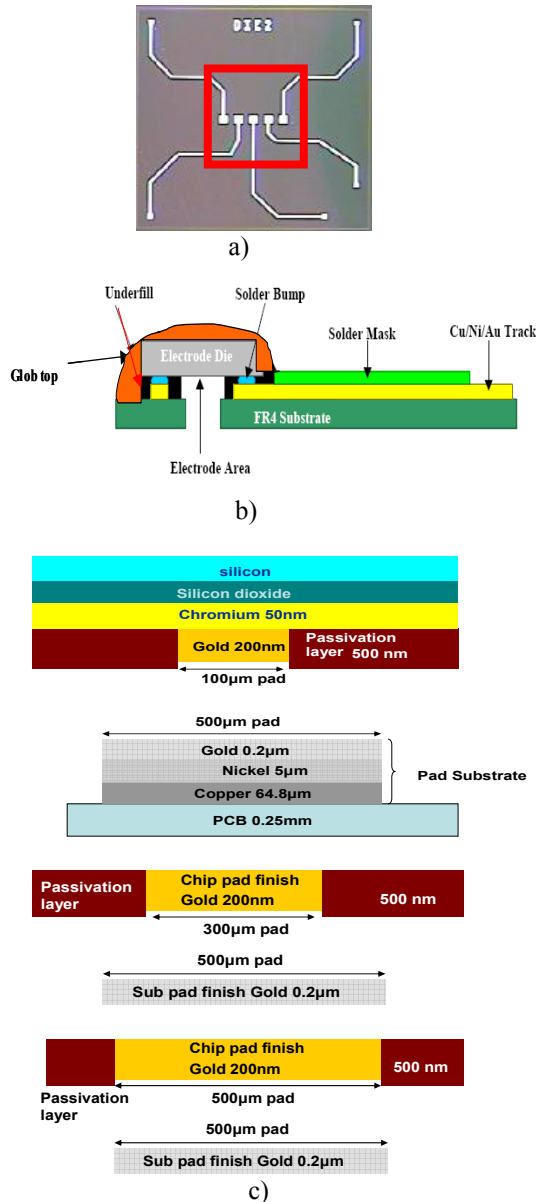 DIE2
a)
Underfill
Solder Bump
Solder Mask
Cu/Ni/Au Track
Electrode Die
Glob top
FR4 Substrate
Electrode Area
b)
silicon
Silicon dioxide
Chromium 50nm
Gold 200nm
Passivation
layer 500 nm
100µm pad
500µm pad
Gold 0.2µm
Nickel 5µm
Pad Substrate
Copper 64.8µm
PCB 0.25mm
Passivation
layer
Chip pad finish
Gold 200nm
500 nm
300µm pad
500µm pad
Sub pad finish Gold 0.2µm
Chip pad finish
Gold 200nm
500 nm
Passivation
layer
500µm pad
500µm pad
Sub pad finish Gold 0.2µm
c)